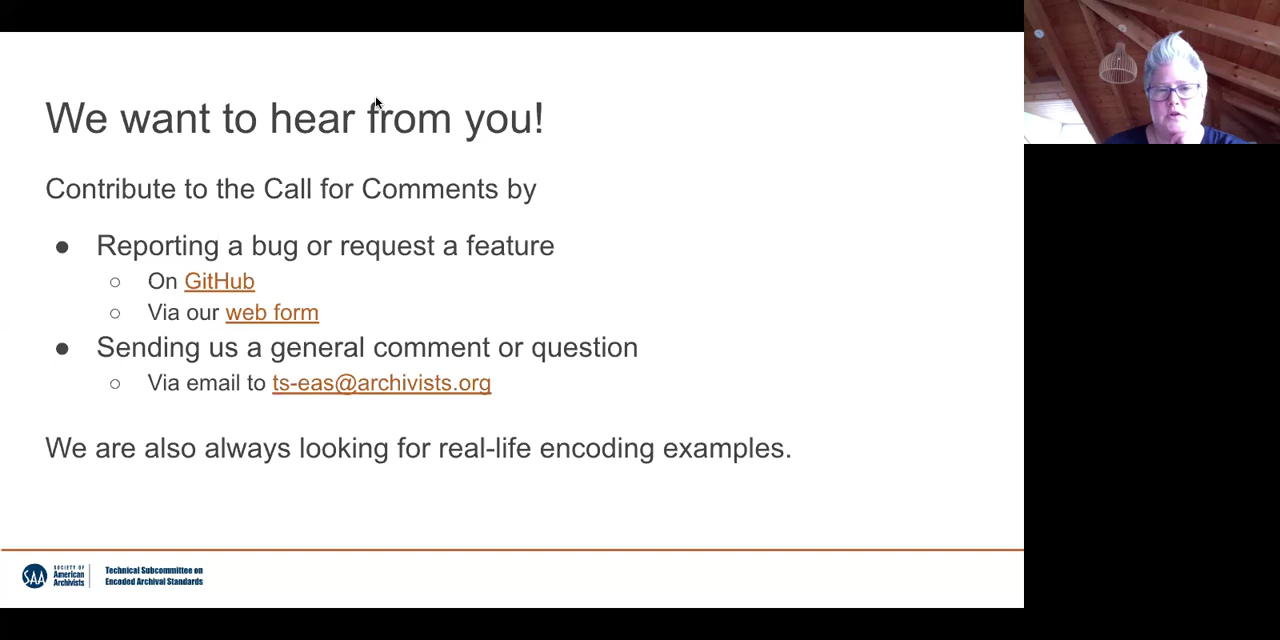 We want to hear from you!
Contribute to the Call for Comments by
● Reporting a bug or request a feature
○ On GitHub
○ Via our web form
● Sending us a general comment or question
○ Via email to ts-eas@archivists.org
We are also always looking for real-life encoding examples.
SAA
SOCIETY OF
American
Archivists
Technical Subcommittee on
Encoded Archival Standards